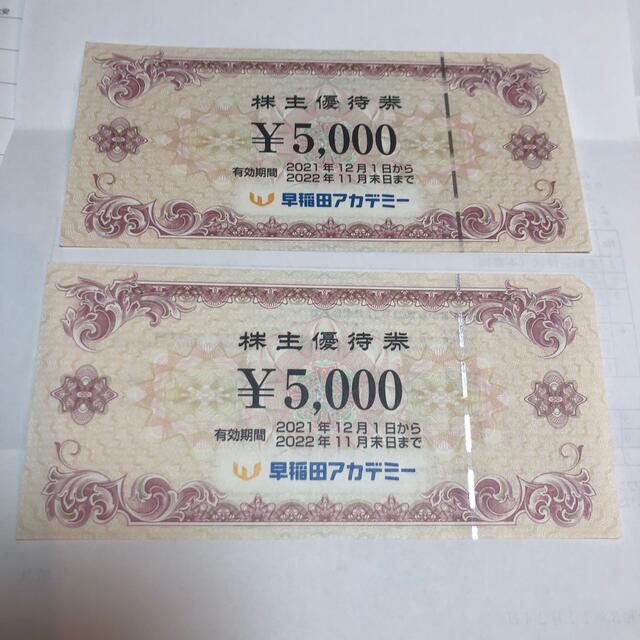 株主優待券
￥5,000
有効期間 2021年12月1日から
2022年11月末日まで
早稲田アカデミー
株主優待券
￥5,000
有効期間 2021年12月1日から
2022年11月末日まで
早稲田アカデミー